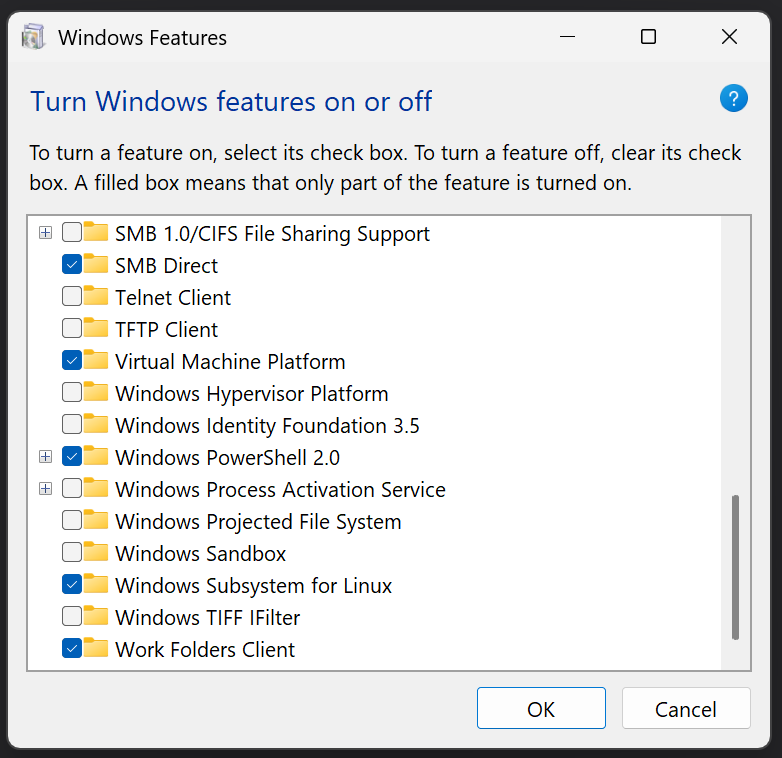 Windows Features
Turn Windows features on or off
?
To turn a feature on, select its check box. To turn a feature off, clear its check
box. A filled box means that only part of the feature is turned on.
SMB 1.0/CIFS File Sharing Support
SMB Direct
Telnet Client
TFTP Client
Virtual Machine Platform
Windows Hypervisor Platform
Windows Identity Foundation 3.5
Windows PowerShell 2.0
Windows Process Activation Service
Windows Projected File System
Windows Sandbox
Windows Subsystem for Linux
Windows TIFF IFilter
Work Folders Client
OK Cancel